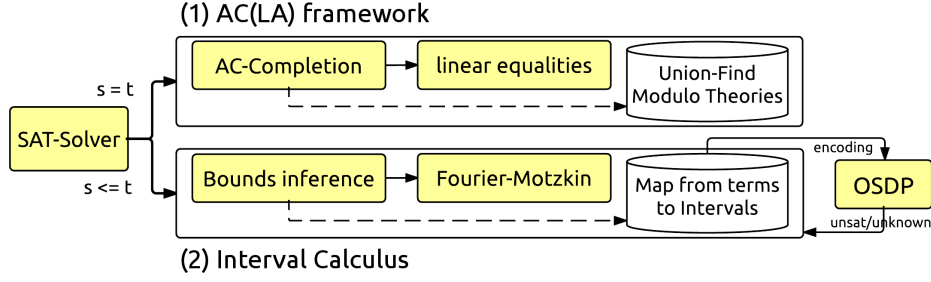 (1) AC(LA) framework
AC-Completion
linear equalities
Union-Find
Modulo Theories
s = t
SAT-Solver
s <= t
Bounds inference
Fourier-Motzkin
Map from terms
to Intervals
encoding
OSDP
unsat/unknown
(2) Interval Calculus